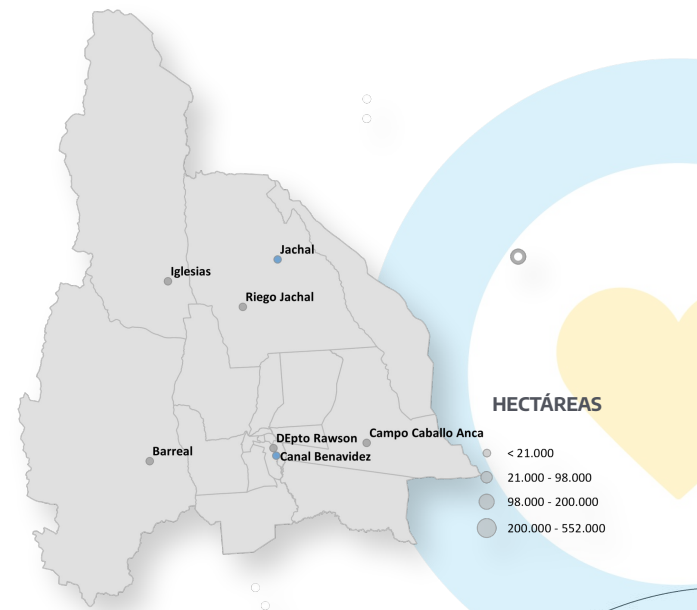 Jachal
Iglesias
Riego Jachal
Campo Caballo Anca
DEpto Rawson
Canal Benavidez
Barreal
HECTÁREAS
< 21.000
21.000 - 98.000
98.000 - 200.000
200.000 - 552.000